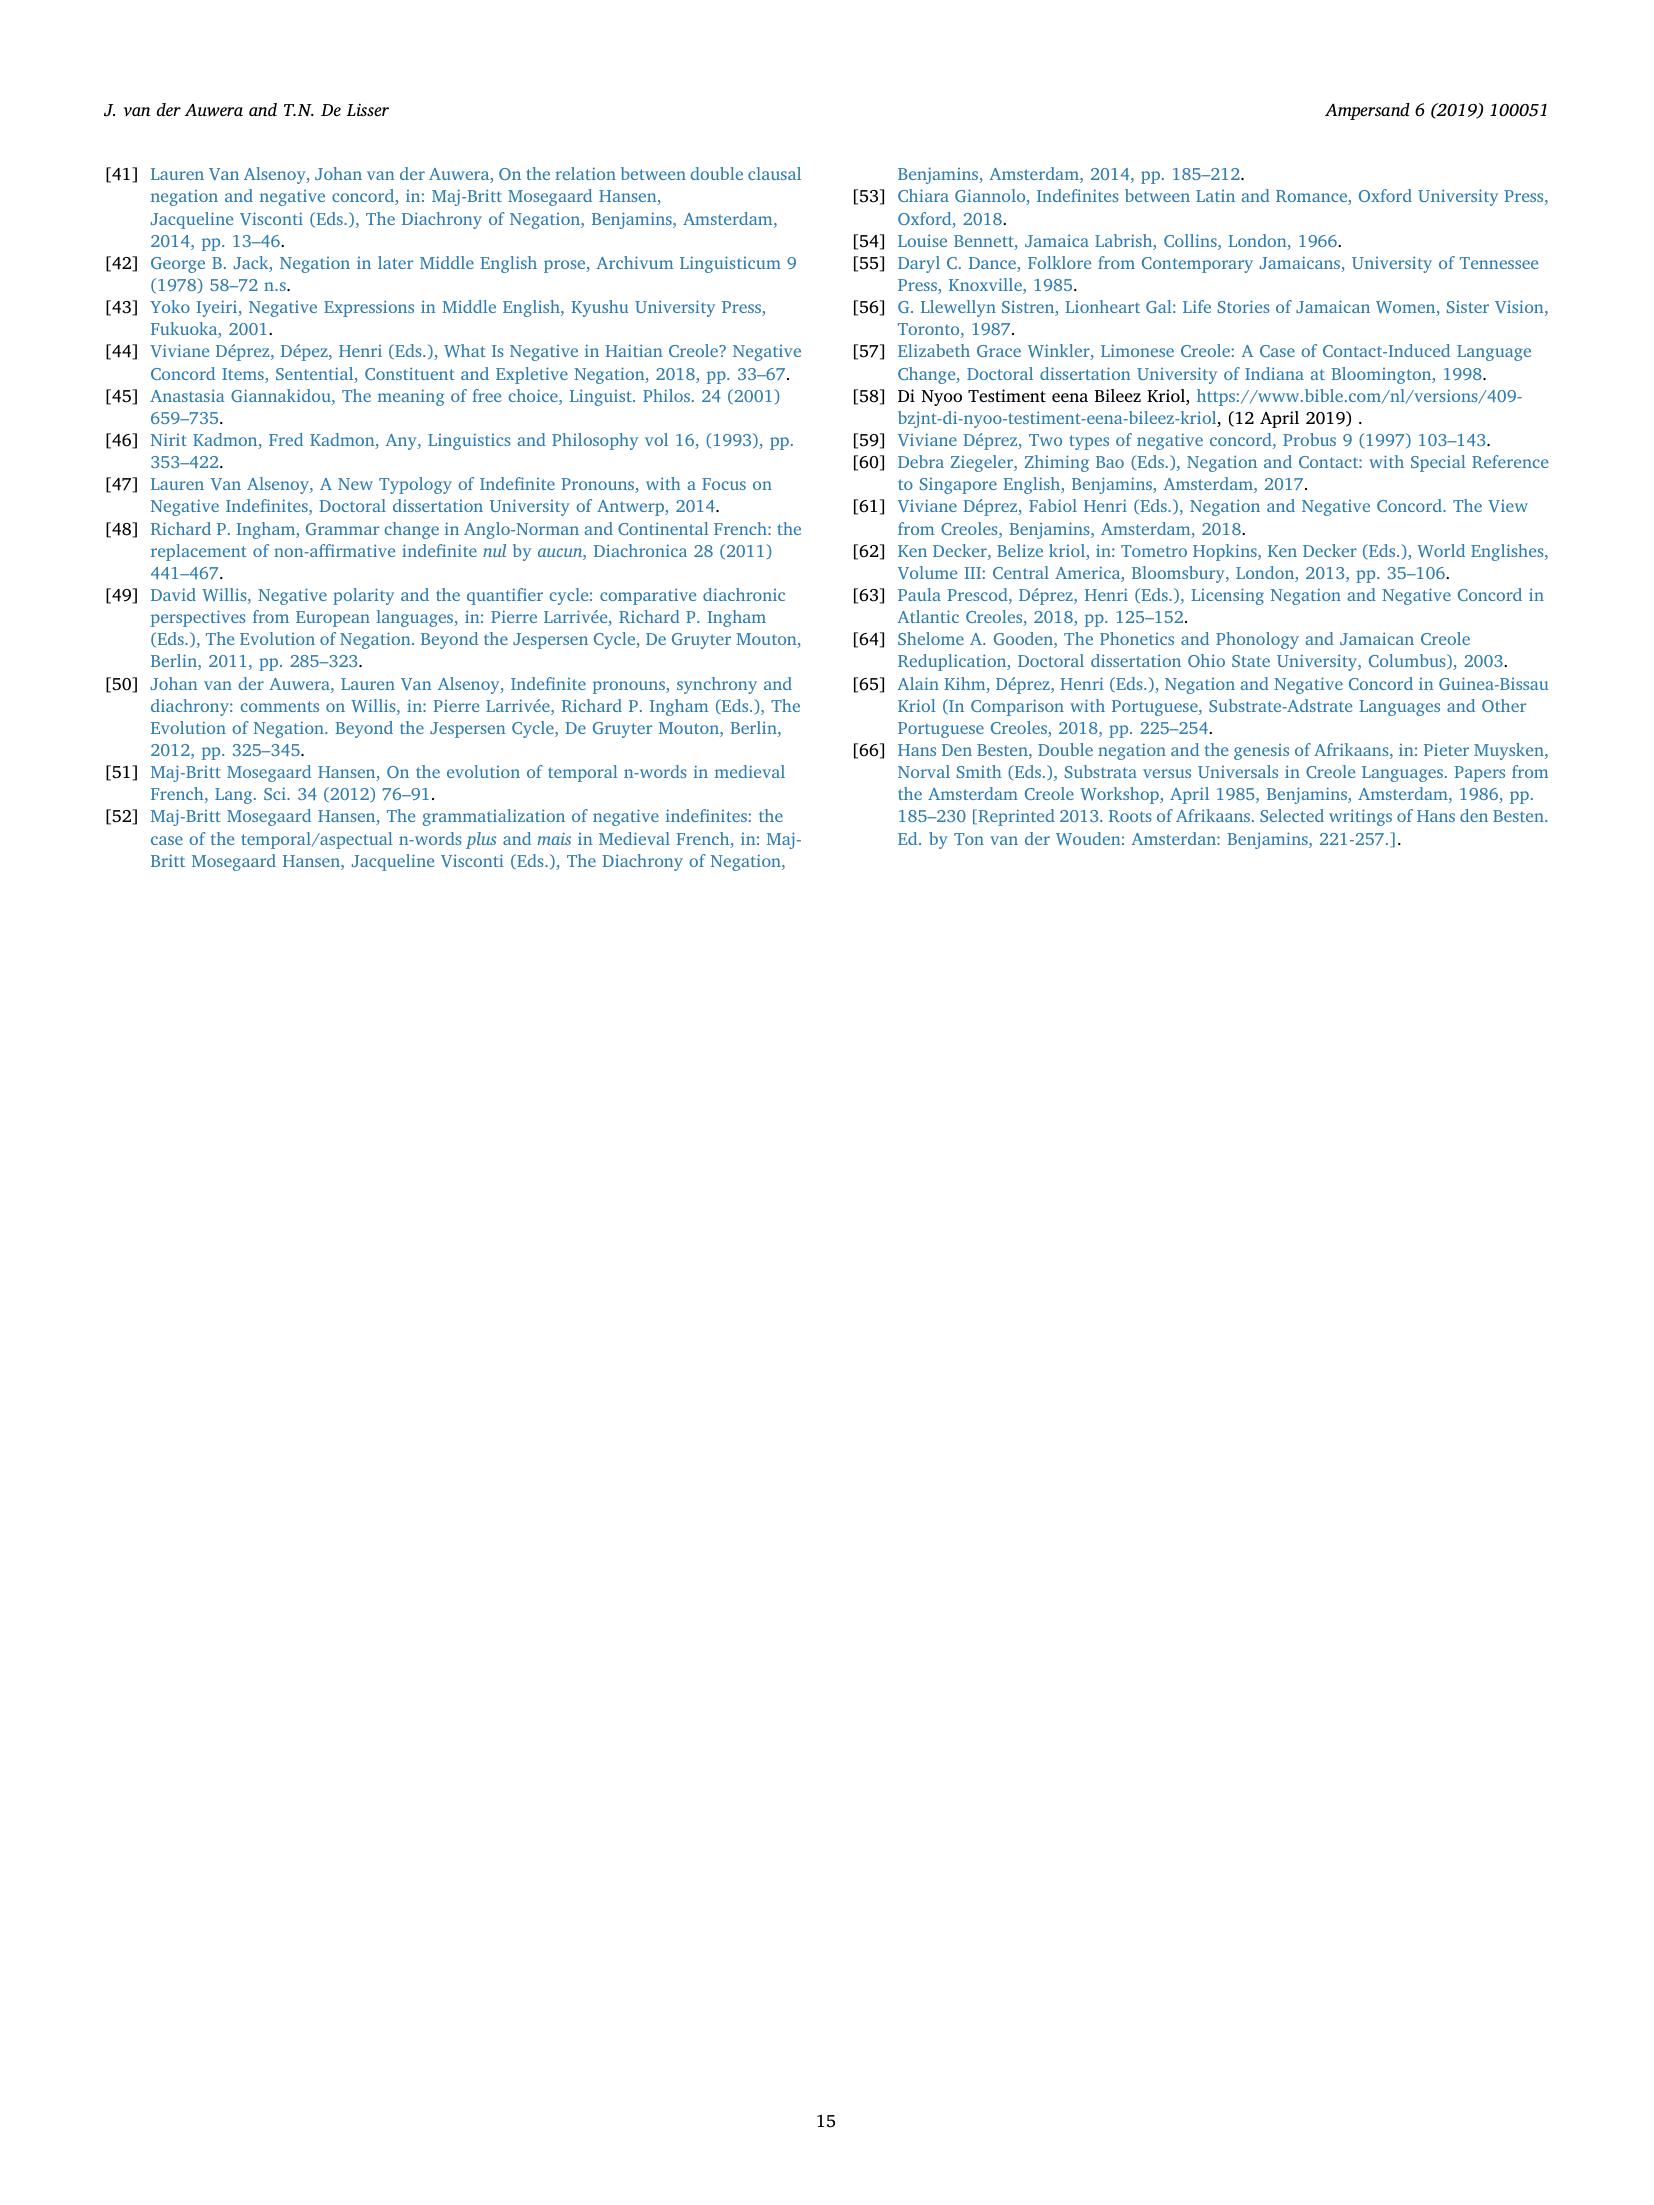 J. van der Auwera and T.N. De Lisser
Ampersand 6 (2019) 100051
[41] Lauren Van Alsenoy, Johan van der Auwera, On the relation between double clausal
negation and negative concord, in: Maj-Britt Mosegaard Hansen,
Jacqueline Visconti (Eds.), The Diachrony of Negation, Benjamins, Amsterdam,
2014, pp. 13–46.
[42] George B. Jack, Negation in later Middle English prose, Archivum Linguisticum 9
(1978) 58–72 n.s.
[43] Yoko Iyeiri, Negative Expressions in Middle English, Kyushu University Press,
Fukuoka, 2001.
[44] Viviane Déprez, Dépez, Henri (Eds.), What Is Negative in Haitian Creole? Negative
Concord Items, Sentential, Constituent and Expletive Negation, 2018, pp. 33–67.
[45] Anastasia Giannakidou, The meaning of free choice, Linguist. Philos. 24 (2001)
659–735.
[46] Nirit Kadmon, Fred Kadmon, Any, Linguistics and Philosophy vol 16, (1993), pp.
353–422.
[47] Lauren Van Alsenoy, A New Typology of Indefinite Pronouns, with a Focus on
Negative Indefinites, Doctoral dissertation University of Antwerp, 2014.
[48] Richard P. Ingham, Grammar change in Anglo-Norman and Continental French: the
replacement of non-affirmative indefinite nul by aucun, Diachronica 28 (2011)
441–467.
[49] David Willis, Negative polarity and the quantifier cycle: comparative diachronic
perspectives from European languages, in: Pierre Larrivée, Richard P. Ingham
(Eds.), The Evolution of Negation. Beyond the Jespersen Cycle, De Gruyter Mouton,
Berlin, 2011, pp. 285–323.
[50] Johan van der Auwera, Lauren Van Alsenoy, Indefinite pronouns, synchrony and
diachrony: comments on Willis, in: Pierre Larrivée, Richard P. Ingham (Eds.), The
Evolution of Negation. Beyond the Jespersen Cycle, De Gruyter Mouton, Berlin,
2012, pp. 325–345.
[51] Maj-Britt Mosegaard Hansen, On the evolution of temporal n-words in medieval
French, Lang. Sci. 34 (2012) 76–91.
[52] Maj-Britt Mosegaard Hansen, The grammatialization of negative indefinites: the
case of the temporal/aspectual n-words plus and mais in Medieval French, in: Maj-
Britt Mosegaard Hansen, Jacqueline Visconti (Eds.), The Diachrony of Negation,
Benjamins, Amsterdam, 2014, pp. 185–212.
[53] Chiara Giannolo, Indefinites between Latin and Romance, Oxford University Press,
Oxford, 2018.
[54] Louise Bennett, Jamaica Labrish, Collins, London, 1966.
[55] Daryl C. Dance, Folklore from Contemporary Jamaicans, University of Tennessee
Press, Knoxville, 1985.
[56] G. Llewellyn Sistren, Lionheart Gal: Life Stories of Jamaican Women, Sister Vision,
Toronto, 1987.
[57] Elizabeth Grace Winkler, Limonese Creole: A Case of Contact-Induced Language
Change, Doctoral dissertation University of Indiana at Bloomington, 1998.
[58] Di Nyoo Testiment eena Bileez Kriol, https://www.bible.com/nl/versions/409-
bzjnt-di-nyoo-testiment-eena-bileez-kriol, (12 April 2019) .
[59] Viviane Déprez, Two types of negative concord, Probus 9 (1997) 103–143.
[60] Debra Ziegeler, Zhiming Bao (Eds.), Negation and Contact: with Special Reference
to Singapore English, Benjamins, Amsterdam, 2017.
[61] Viviane Déprez, Fabiol Henri (Eds.), Negation and Negative Concord. The View
from Creoles, Benjamins, Amsterdam, 2018.
[62] Ken Decker, Belize kriol, in: Tometro Hopkins, Ken Decker (Eds.), World Englishes,
Volume III: Central America, Bloomsbury, London, 2013, pp. 35–106.
[63] Paula Prescod, Déprez, Henri (Eds.), Licensing Negation and Negative Concord in
Atlantic Creoles, 2018, pp. 125–152.
[64] Shelome A. Gooden, The Phonetics and Phonology and Jamaican Creole
Reduplication, Doctoral dissertation Ohio State University, Columbus), 2003.
[65] Alain Kihm, Déprez, Henri (Eds.), Negation and Negative Concord in Guinea-Bissau
Kriol (In Comparison with Portuguese, Substrate-Adstrate Languages and Other
Portuguese Creoles, 2018, pp. 225–254.
[66] Hans Den Besten, Double negation and the genesis of Afrikaans, in: Pieter Muysken,
Norval Smith (Eds.), Substrata versus Universals in Creole Languages. Papers from
the Amsterdam Creole Workshop, April 1985, Benjamins, Amsterdam, 1986, pp.
185–230 [Reprinted 2013. Roots of Afrikaans. Selected writings of Hans den Besten.
Ed. by Ton van der Wouden: Amsterdan: Benjamins, 221-257.].
15